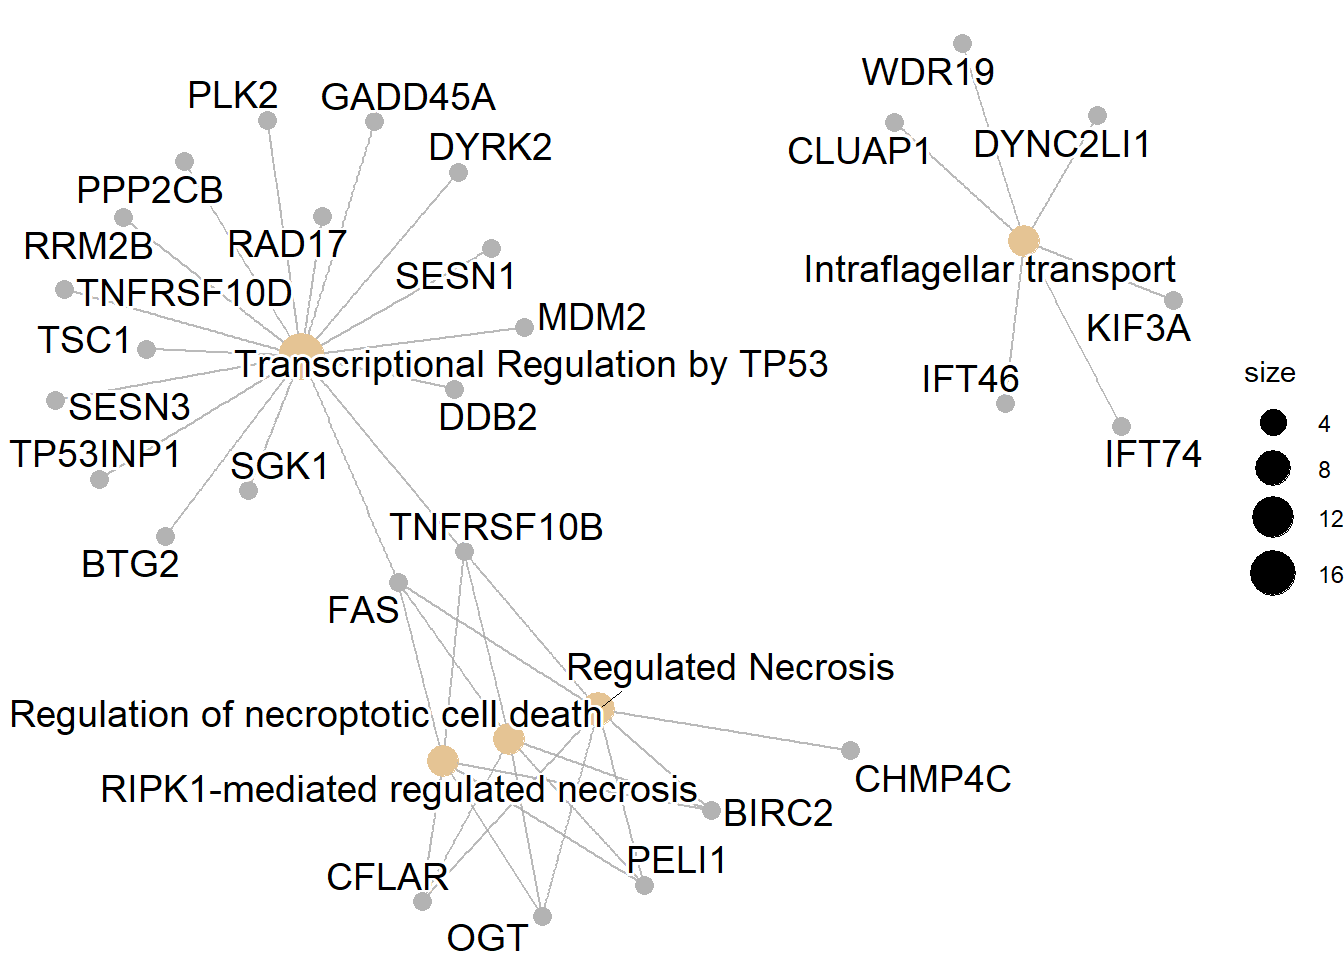 WDR19
PLK2
GADD45A
DYRK2
CLUAP1
DYNC2LI1
PPP2CB
RRM2B
RAD17
SESN1
Intraflagellar transport
TNFRSF10D
MDM2
KIF3A
TSC1
Transcriptional Regulation by TP53
size
IFT46
SESN3
DDB2
4
TP53INP1
SGK1
IFT74
8
TNFRSF10B
12
BTG2
16
FAS
Regulated Necrosis
Regulation of necroptotic cell death
CHMP4C
RIPK1-mediated regulated necrosis
BIRC2
PELI1
CFLAR
OGT